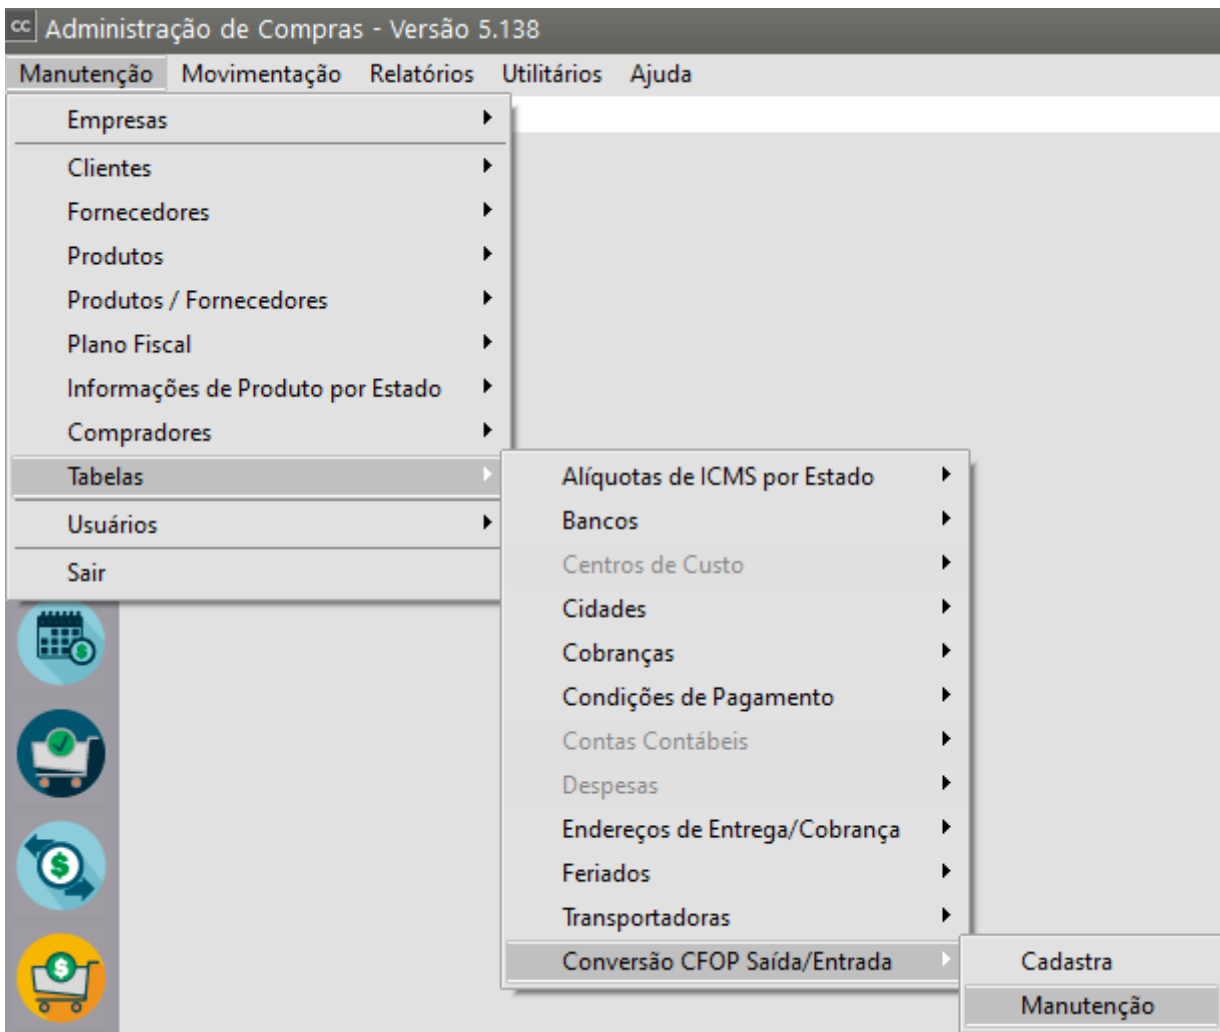 cc Administração de Compras - Versão 5.138
Manutenção Movimentação Relatórios Utilitários Ajuda
Empresas
Clientes
Fornecedores
Produtos
Produtos / Fornecedores
Plano Fiscal
Informações de Produto por Estado
Compradores
Tabelas
Usuários
Sair
Alíquotas de ICMS por Estado
Bancos
Centros de Custo
Cidades
Cobranças
Condições de Pagamento
Contas Contábeis
Despesas
Endereços de Entrega/Cobrança
Feriados
Transportadoras
Conversão CFOP Saída/Entrada
Cadastra
Manutenção
$
$
$